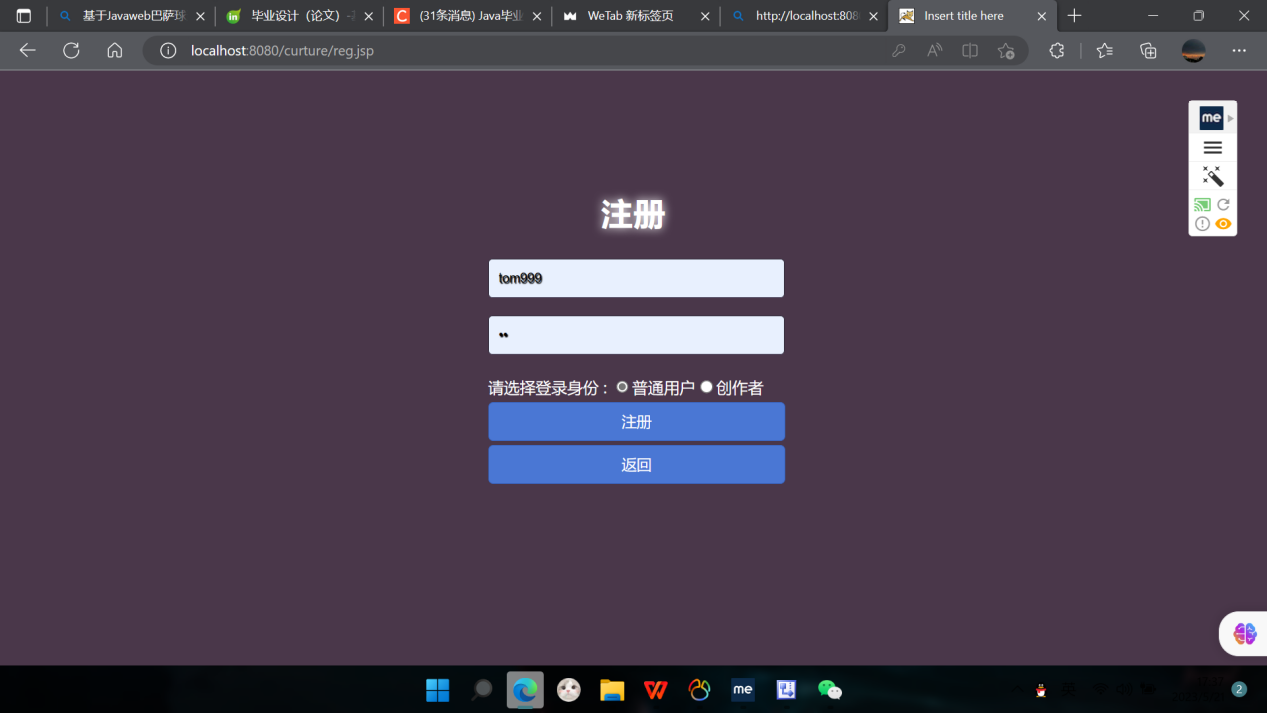 基于Javaweb巴萨球
毕业设计（论文）-
(31条消息) Java毕业
WeTab 新标签页
http://localhost:808
Insert title here
localhost:8080/curture/reg.jsp
me
注册
tom999
请选择登录身份： 普通用户 创作者
注册
返回
me
2